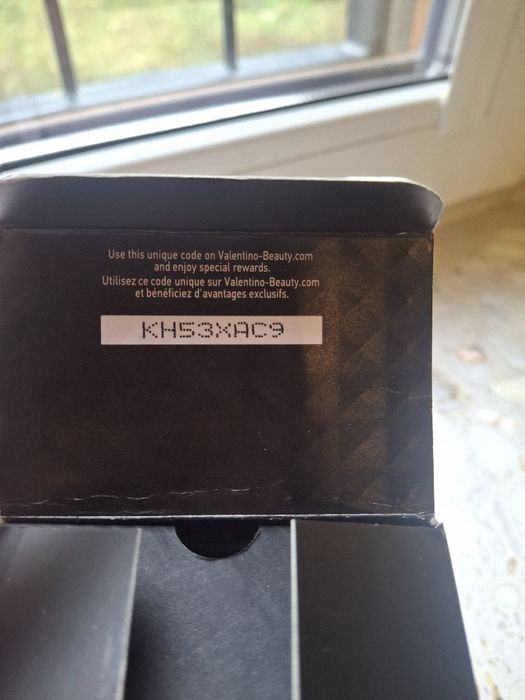 Use this unique code on Valentino-Beauty.com
and enjoy special rewards.
Utilisez ce code unique sur Valentino-Beauty.com
et bénéficiez d'avantages exclusifs.
KH53XAC9